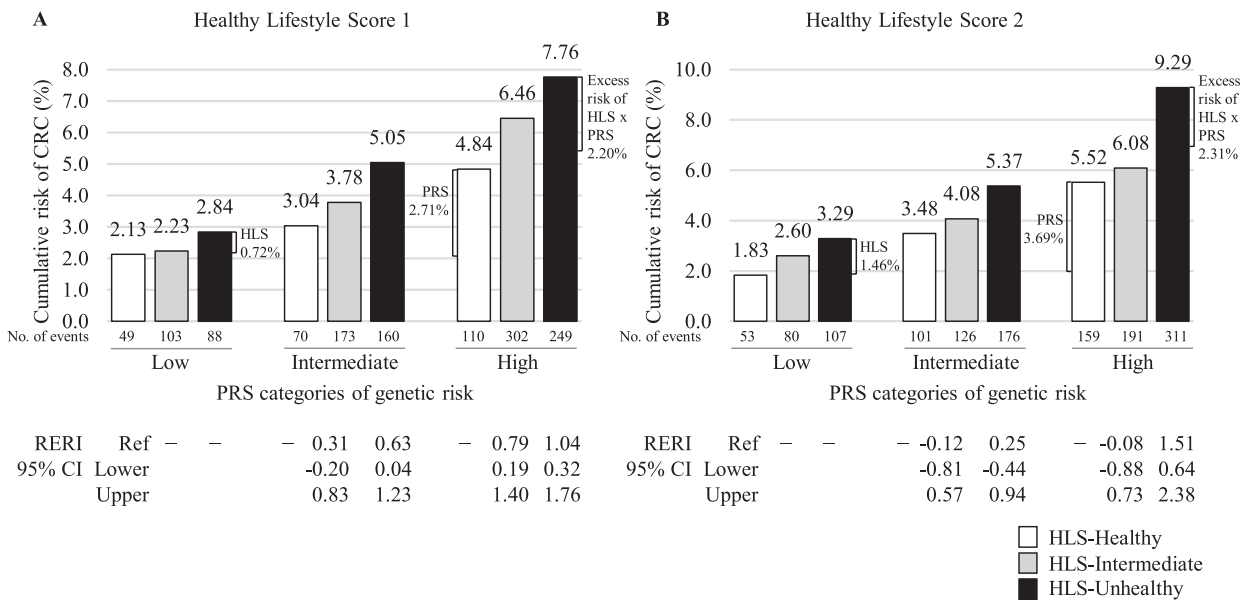 A Healthy Lifestyle Score 1
Cumulative risk of CRC (%)
8.0
7.0
6.0
5.0
4.0
3.0
2.0
1.0
0.0
2.13 2.23 2.84
HLS
0.72%
3.04 3.78 5.05
PRS
2.71%
4.84 6.46 7.76
Excess
risk of
HLS x
PRS
2.20%
No. of events 49 103 88 70 173 160 110 302 249
Low Intermediate High
PRS categories of genetic risk
RERI Ref – – – 0.31 0.63 – 0.79 1.04
95% CI Lower -0.20 0.04 0.19 0.32
Upper 0.83 1.23 1.40 1.76
B Healthy Lifestyle Score 2
Cumulative risk of CRC (%)
10.0
8.0
6.0
4.0
2.0
0.0
1.83 2.60 3.29
HLS
1.46%
3.48 4.08 5.37
PRS
3.69%
5.52 6.08 9.29
Excess
risk of
HLS x
PRS
2.31%
No. of events 53 80 107 101 126 176 159 191 311
Low Intermediate High
PRS categories of genetic risk
RERI Ref – – – -0.12 0.25 – -0.08 1.51
95% CI Lower -0.81 -0.44 -0.88 0.64
Upper 0.57 0.94 0.73 2.38
HLS-Healthy
HLS-Intermediate
HLS-Unhealthy